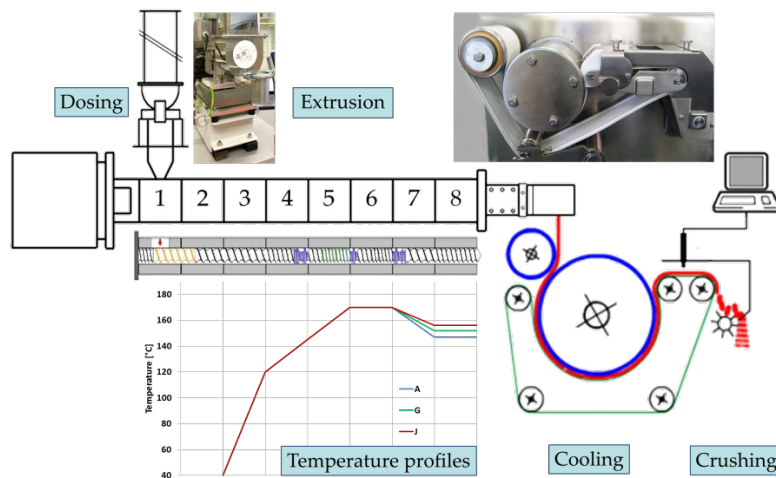 Dosing
Extrusion
1 2 3 4 5 6 7 8
180
160
140
120
100
80
60
40
Temperature [°C]
A
G
J
Temperature profiles
Cooling
Crushing